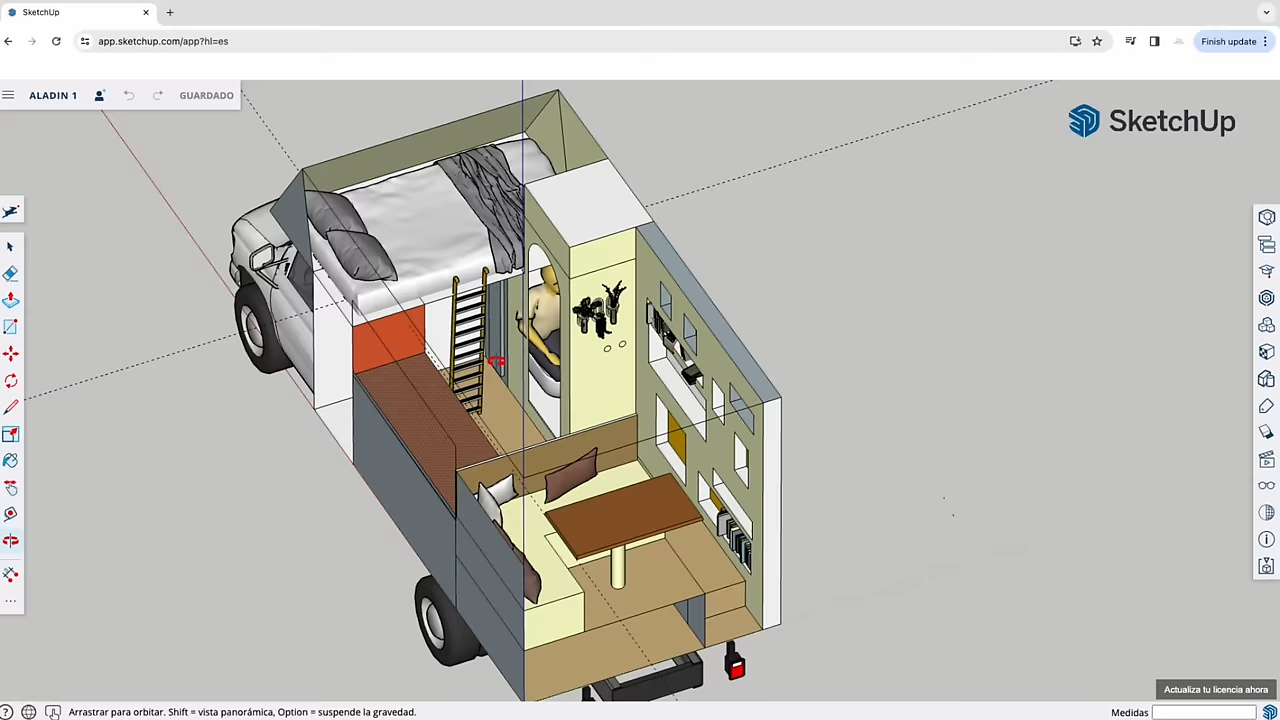 SketchUp
app.sketchup.com/app?hl=es
Finish update
ALADIN 1
GUARDADO
SketchUp
Actualiza tu licencia ahora
Arrastrar para orbitar. Shift = vista panorámica, Option = suspende la gravedad.
Medidas